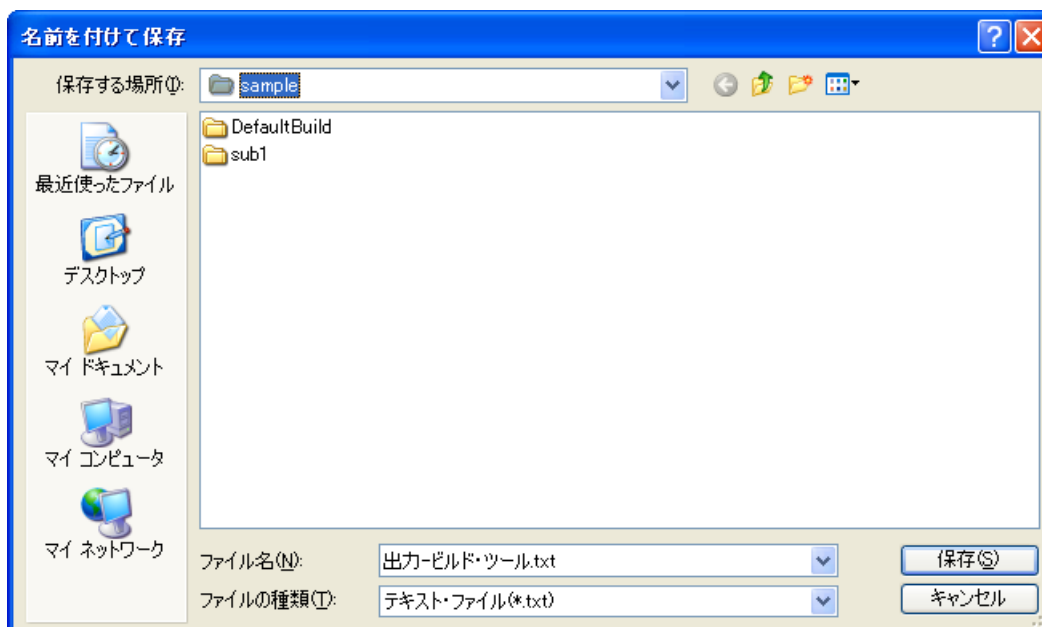 名前を付けて保存
保存する場所(I):
sample
DefaultBuild
sub1
最近使ったファイル
デスクトップ
マイ ドキュメント
マイ コンピュータ
マイ ネットワーク
ファイル名(N):
出力-ビルド・ツール.txt
保存(S)
ファイルの種類(T):
テキスト・ファイル(*.txt)
キャンセル